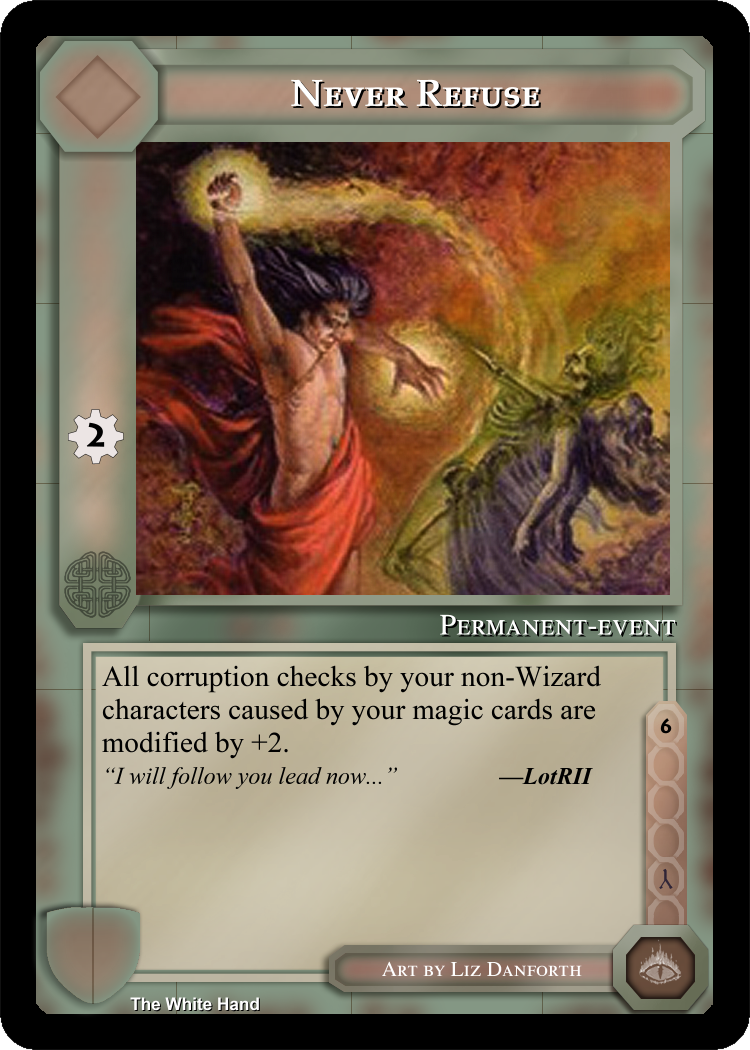 Never Refuse
2
Permanent-event
All corruption checks by your non-Wizard
characters caused by your magic cards are
modified by +2.
“I will follow you lead now...” —LotRII
6
Art by Liz Danforth
The White Hand